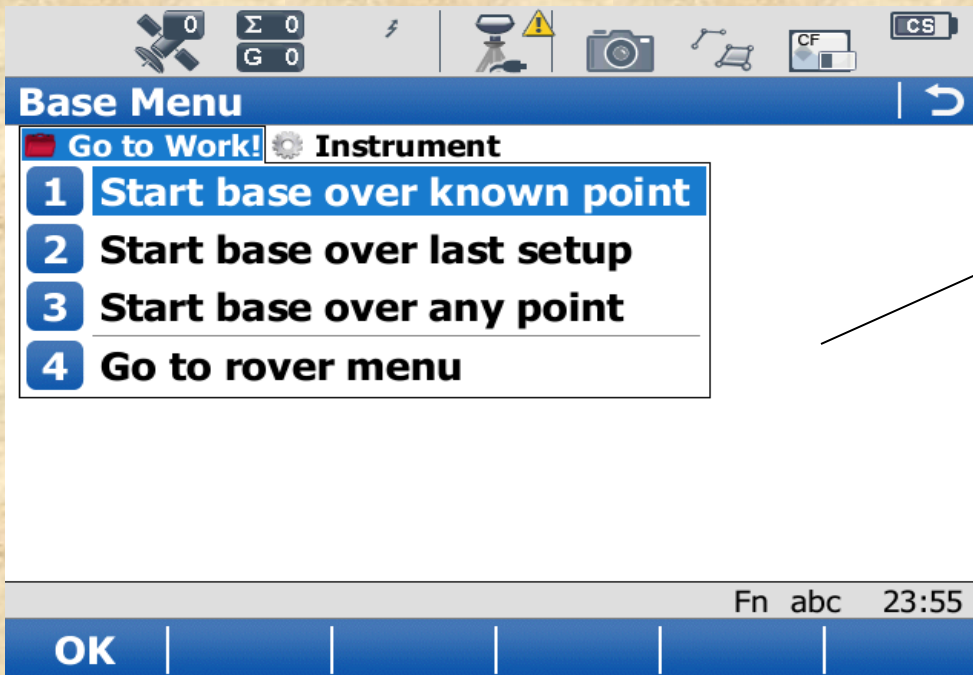 0 Σ 0 CS
G 0 CF
Base Menu
Go to Work! Instrument
1 Start base over known point
2 Start base over last setup
3 Start base over any point
4 Go to rover menu
Fn abc 23:55
OK